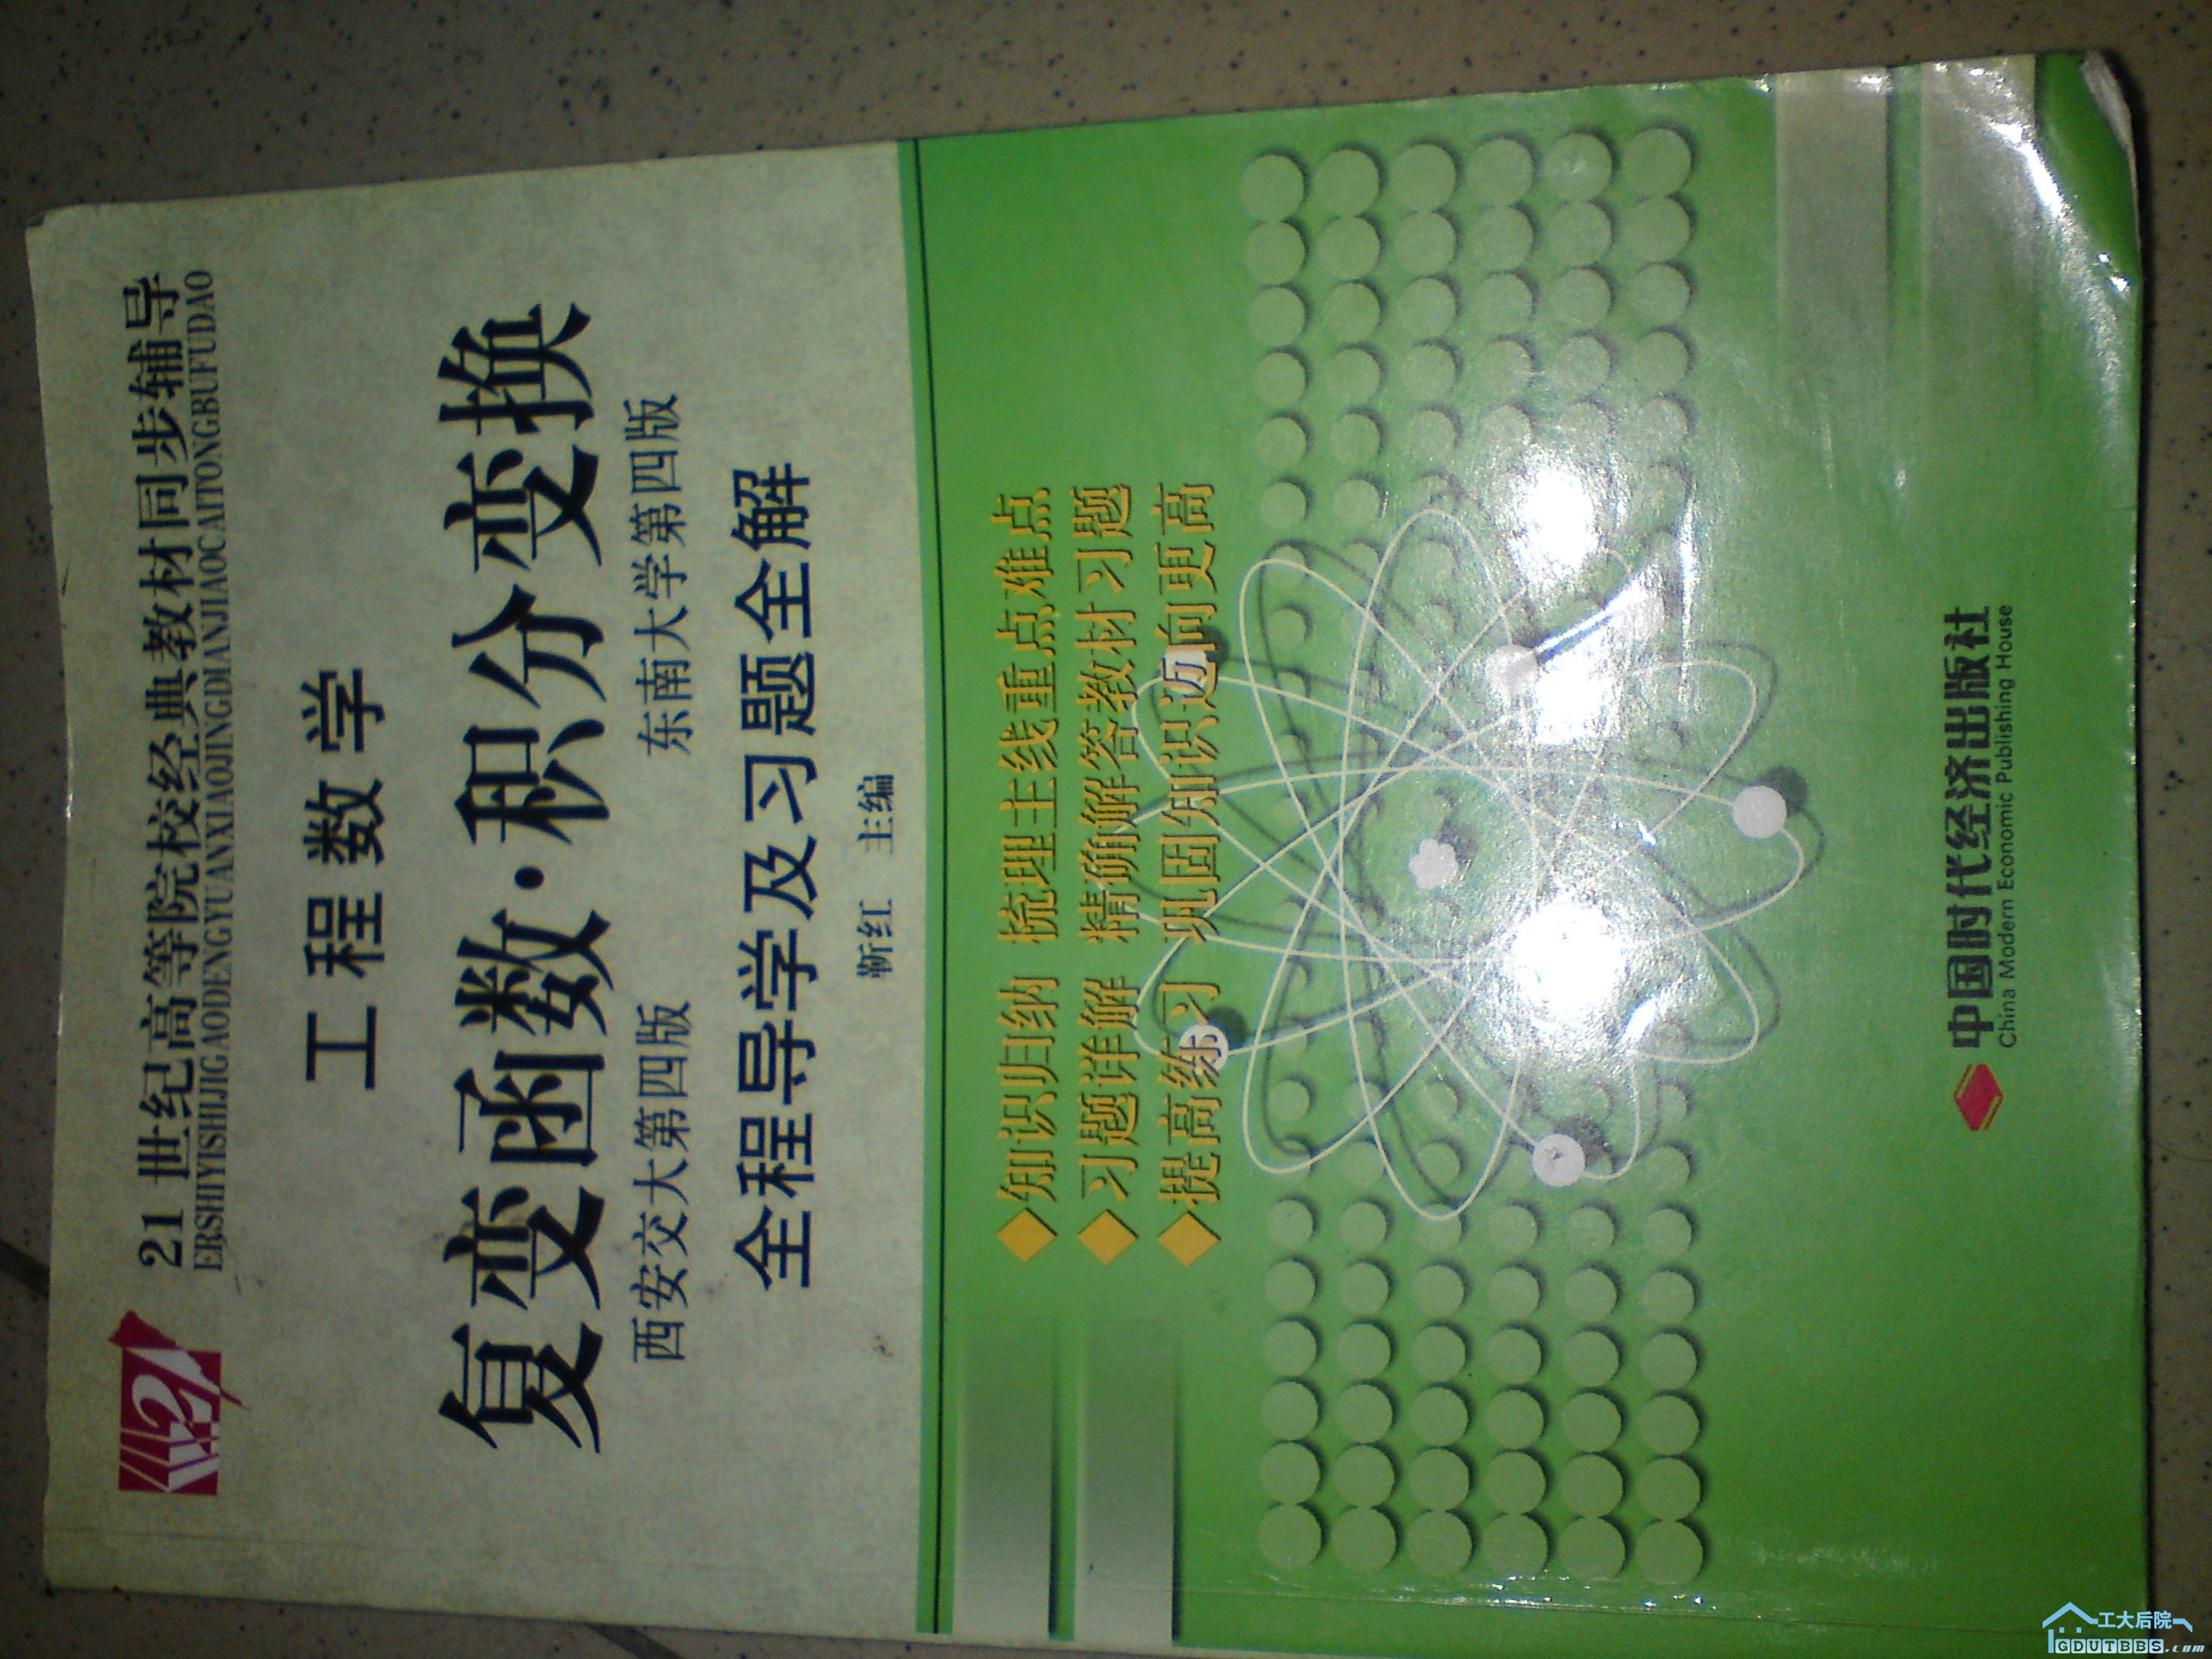 21世纪高等院校经典教材同步辅导
ERSHIYISHIJIGAODENGYUANXIAOJINGDIANJIAOCAITONGBUFUDAO
工程数学
复变函数·积分变换
西安交大第四版 东南大学第四版
全程导学及习题全解
靳红 主编
知识归纳 梳理主线重点难点
习题详解 精确解答教材习题
提高练习 巩固知识迈向更高
中国时代经济出版社
China Modern Economic Publishing House
工大后院
GDUTBBS.com